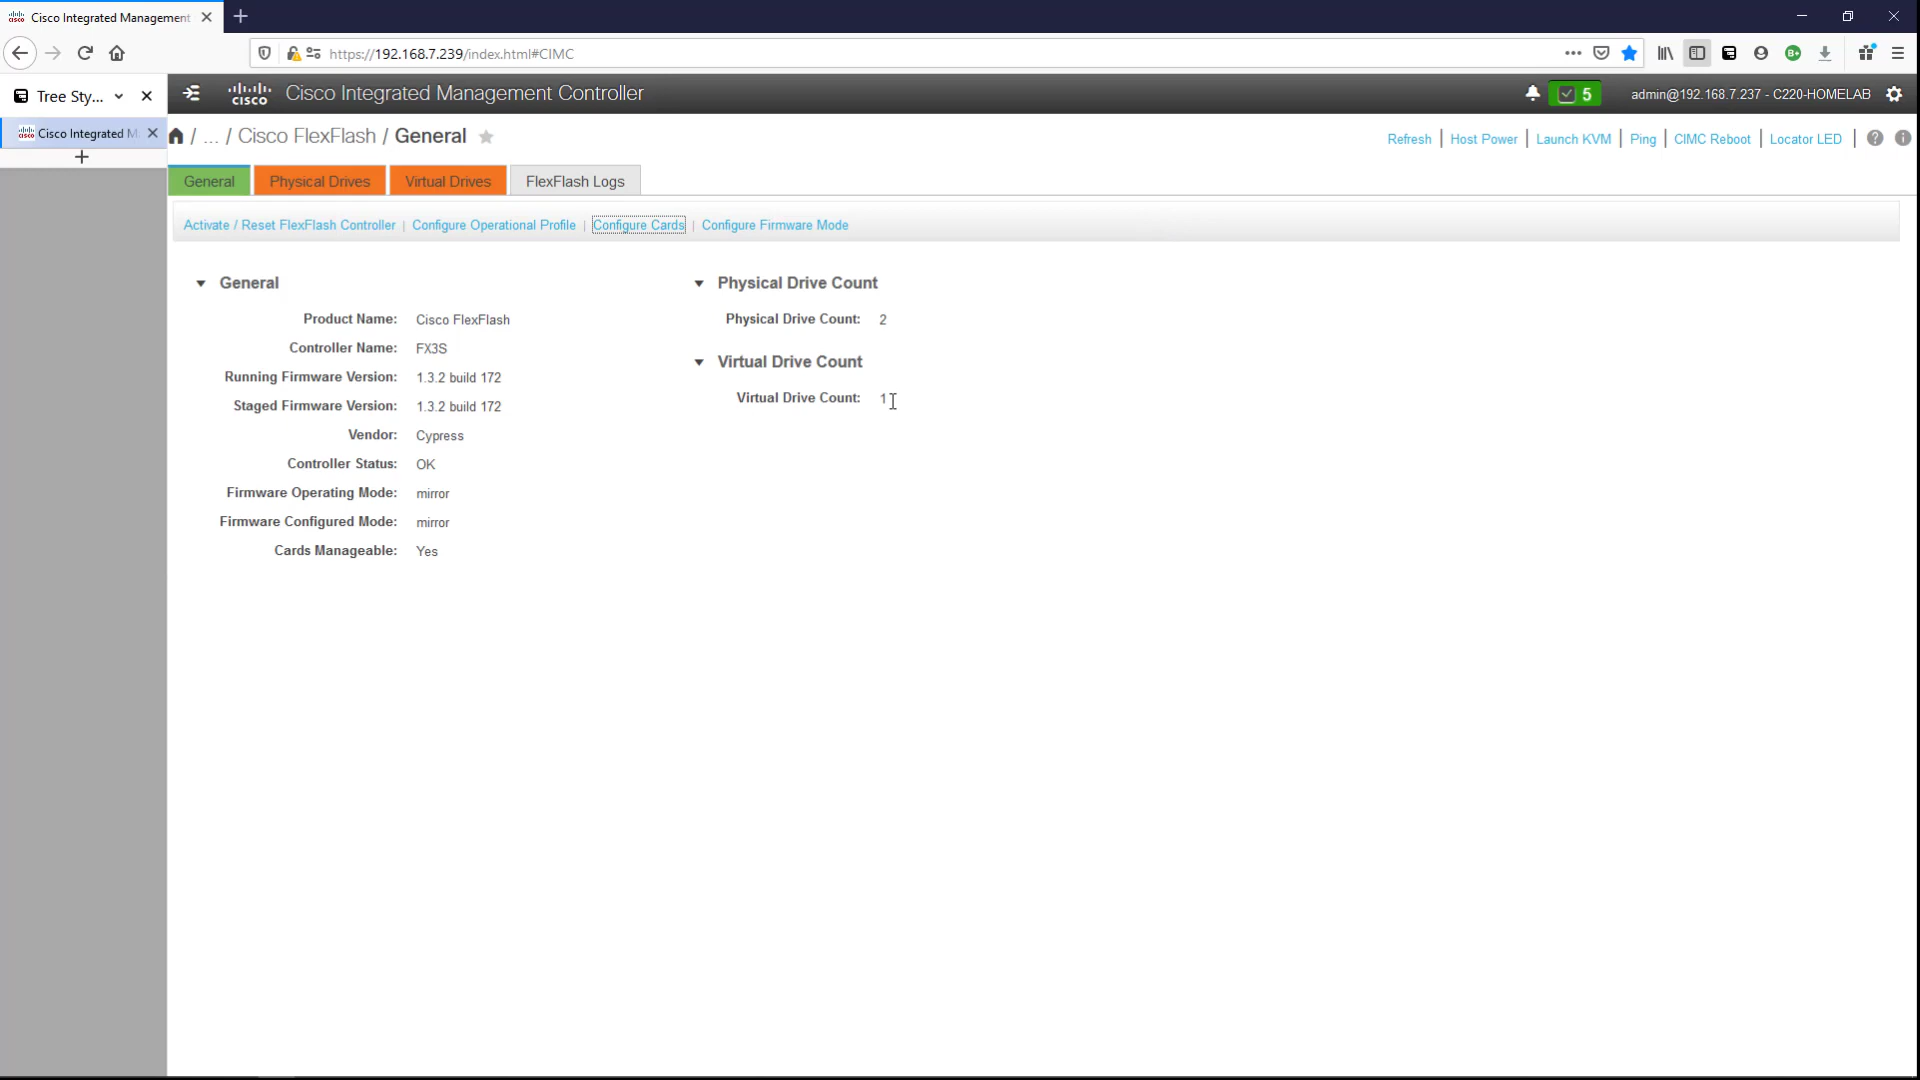 Cisco Integrated Management
https://192.168.7.239/index.html#CIMC
Tree Sty...
Cisco Integrated M
CISCO Cisco Integrated Management Controller
5 admin@192.168.7.237 - C220-HOMELAB
/ ... / Cisco FlexFlash / General
Refresh | Host Power | Launch KVM | Ping | CIMC Reboot | Locator LED |
General Physical Drives Virtual Drives FlexFlash Logs
Activate / Reset FlexFlash Controller | Configure Operational Profile | Configure Cards | Configure Firmware Mode
General
Product Name: Cisco FlexFlash
Controller Name: FX3S
Running Firmware Version: 1.3.2 build 172
Staged Firmware Version: 1.3.2 build 172
Vendor: Cypress
Controller Status: OK
Firmware Operating Mode: mirror
Firmware Configured Mode: mirror
Cards Manageable: Yes
Physical Drive Count
Physical Drive Count: 2
Virtual Drive Count
Virtual Drive Count: 1